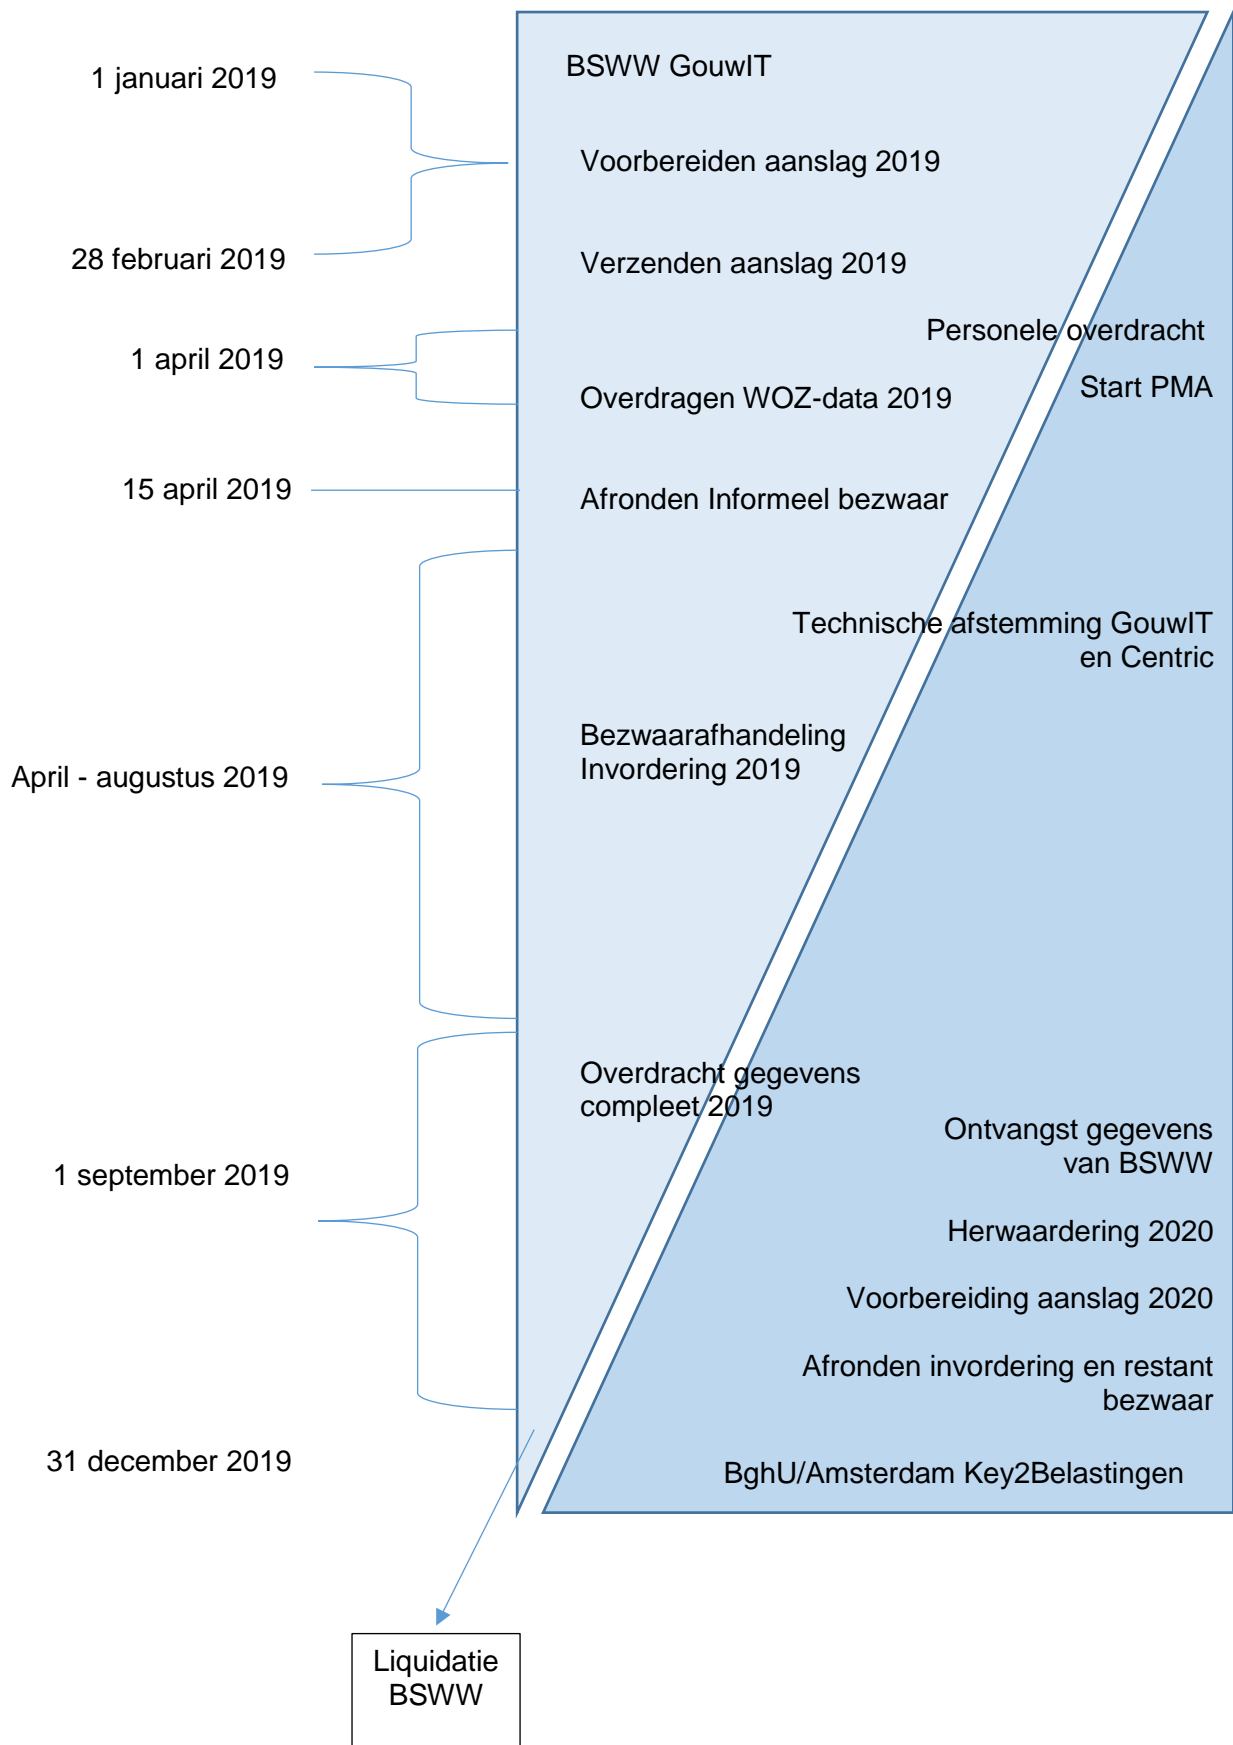 BSWW GouwIT
1 januari 2019
Voorbereiden aanslag 2019
28 februari 2019
Verzenden aanslag 2019
Personele overdracht
1 april 2019
Start PMA
Overdragen WOZ-data 2019
15 april 2019
Afronden Informeel bezwaar
Technische afstemming GouwIT
en Centric
Bezwaarafhandeling
Invordering 2019
April - augustus 2019
Overdracht gegevens
compleet 2019
Ontvangst gegevens
van BSWW
1 september 2019
Herwaardering 2020
Voorbereiding aanslag 2020
Afronden invordering en restant
bezwaar
31 december 2019
BghU/Amsterdam Key2Belastingen
Liquidatie
BSWW